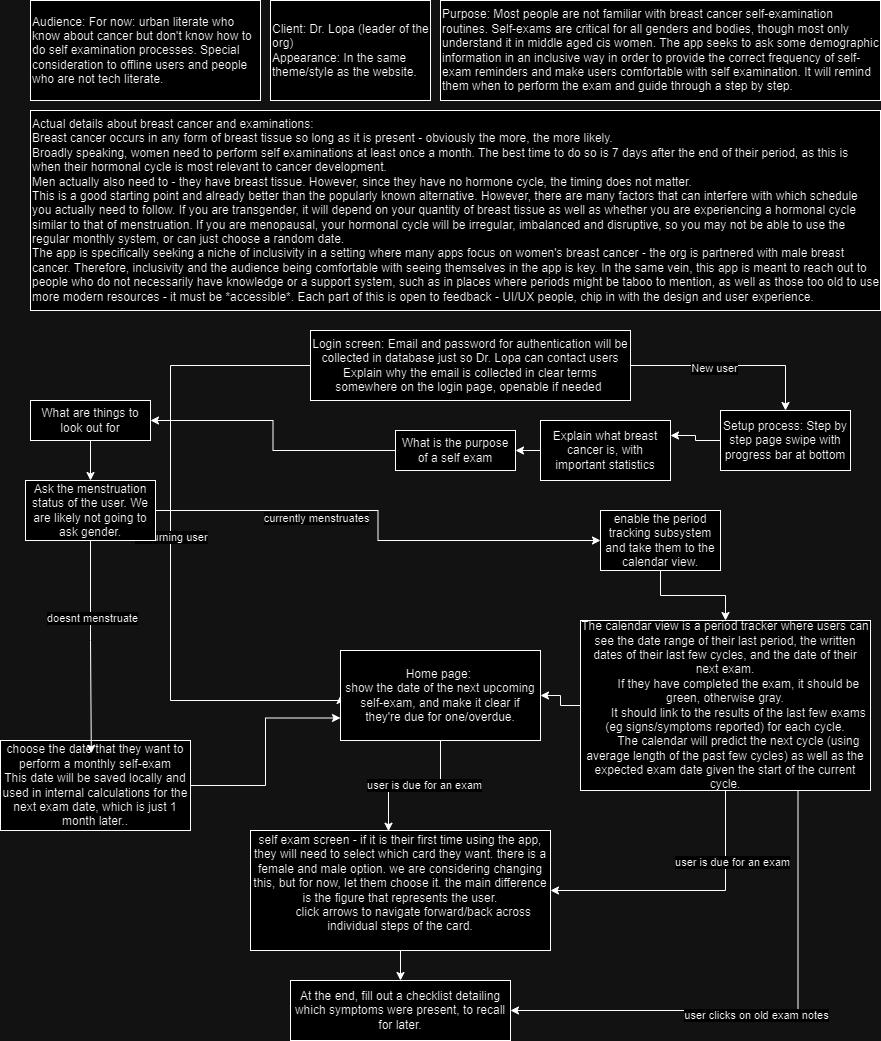 Audience: For now: urban literate who
know about cancer but don't know how to
do self examination processes. Special
consideration to offline users and people
who are not tech literate.
Client: Dr. Lopa (leader of the
org)
Appearance: In the same
theme/style as the website.
Purpose: Most people are not familiar with breast cancer self-examination
routines. Self-exams are critical for all genders and bodies, though most only
understand it in middle aged cis women. The app seeks to ask some demographic
information in an inclusive way in order to provide the correct frequency of self-
exam reminders and make users comfortable with self examination. It will remind
them when to perform the exam and guide through a step by step.
Actual details about breast cancer and examinations:
Breast cancer occurs in any form of breast tissue so long as it is present - obviously the more, the more likely.
Broadly speaking, women need to perform self examinations at least once a month. The best time to do so is 7 days after the end of their period, as this is
when their hormonal cycle is most relevant to cancer development.
Men actually also need to - they have breast tissue. However, since they have no hormone cycle, the timing does not matter.
This is a good starting point and already better than the popularly known alternative. However, there are many factors that can interfere with which schedule
you actually need to follow. If you are transgender, it will depend on your quantity of breast tissue as well as whether you are experiencing a hormonal cycle
similar to that of menstruation. If you are menopausal, your hormonal cycle will be irregular, imbalanced and disruptive, so you may not be able to use the
regular monthly system, or can just choose a random date.
The app is specifically seeking a niche of inclusivity in a setting where many apps focus on women's breast cancer - the org is partnered with male breast
cancer. Therefore, inclusivity and the audience being comfortable with seeing themselves in the app is key. In the same vein, this app is meant to reach out to
people who do not necessarily have knowledge or a support system, such as in places where periods might be taboo to mention, as well as those too old to use
more modern resources - it must be *accessible*. Each part of this is open to feedback - UI/UX people, chip in with the design and user experience.
Login screen: Email and password for authentication will be
collected in database just so Dr. Lopa can contact users
Explain why the email is collected in clear terms
somewhere on the login page, openable if needed
New user
Setup process: Step by
step page swipe with
progress bar at bottom
Explain what breast
cancer is, with
important statistics
What is the purpose
of a self exam
What are things to
look out for
Ask the menstruation
status of the user. We
are likely not going to
ask gender.
urning user
currently menstruates
enable the period
tracking subsystem
and take them to the
calendar view.
doesnt menstruate
The calendar view is a period tracker where users can
see the date range of their last period, the written
dates of their last few cycles, and the date of their
next exam.
If they have completed the exam, it should be
green, otherwise gray.
It should link to the results of the last few exams
(eg signs/symptoms reported) for each cycle.
The calendar will predict the next cycle (using
average length of the past few cycles) as well as the
expected exam date given the start of the current
cycle.
Home page:
show the date of the next upcoming
self-exam, and make it clear if
they're due for one/overdue.
choose the date that they want to
perform a monthly self-exam
This date will be saved locally and
used in internal calculations for the
next exam date, which is just 1
month later..
user is due for an exam
self exam screen - if it is their first time using the app,
they will need to select which card they want. there is a
female and male option. we are considering changing
this, but for now, let them choose it. the main difference
is the figure that represents the user.
click arrows to navigate forward/back across
individual steps of the card.
user is due for an exam
At the end, fill out a checklist detailing
which symptoms were present, to recall
for later.
user clicks on old exam notes